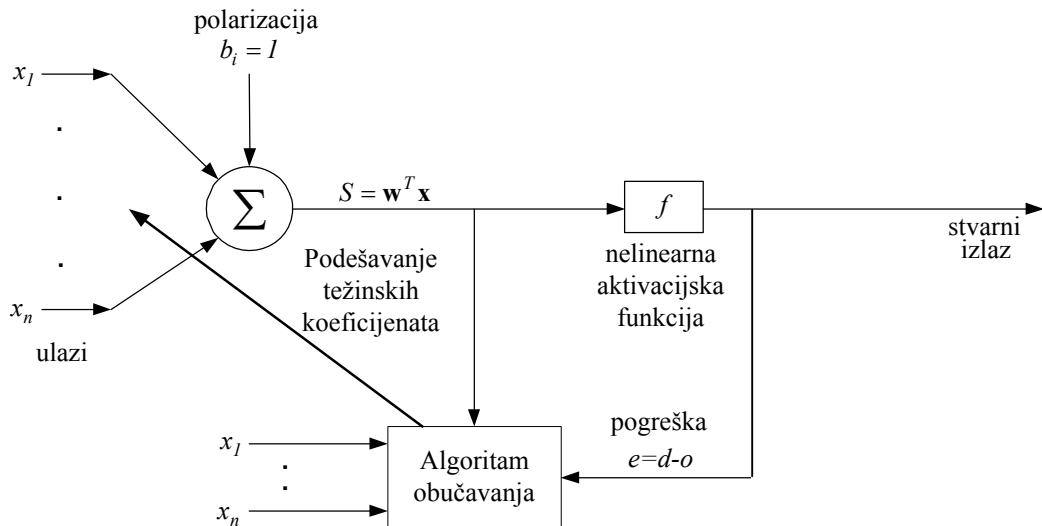 polarizacija
b_i = 1
x_1
.
.
.
x_n
ulazi
Σ
S = w^T x
f
nelinearna
aktivacijska
funkcija
stvarni
izlaz
Podešavanje
težinskih
koeficijenata
pogreška
e=d-o
x_1
.
.
x_n
Algoritam
obučavanja